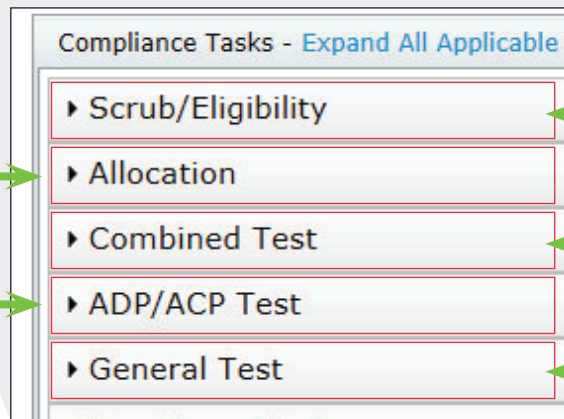 Compliance Tasks - Expand All Applicable
Scrub/Eligibility
Allocation
Combined Test
ADP/ACP Test
General Test